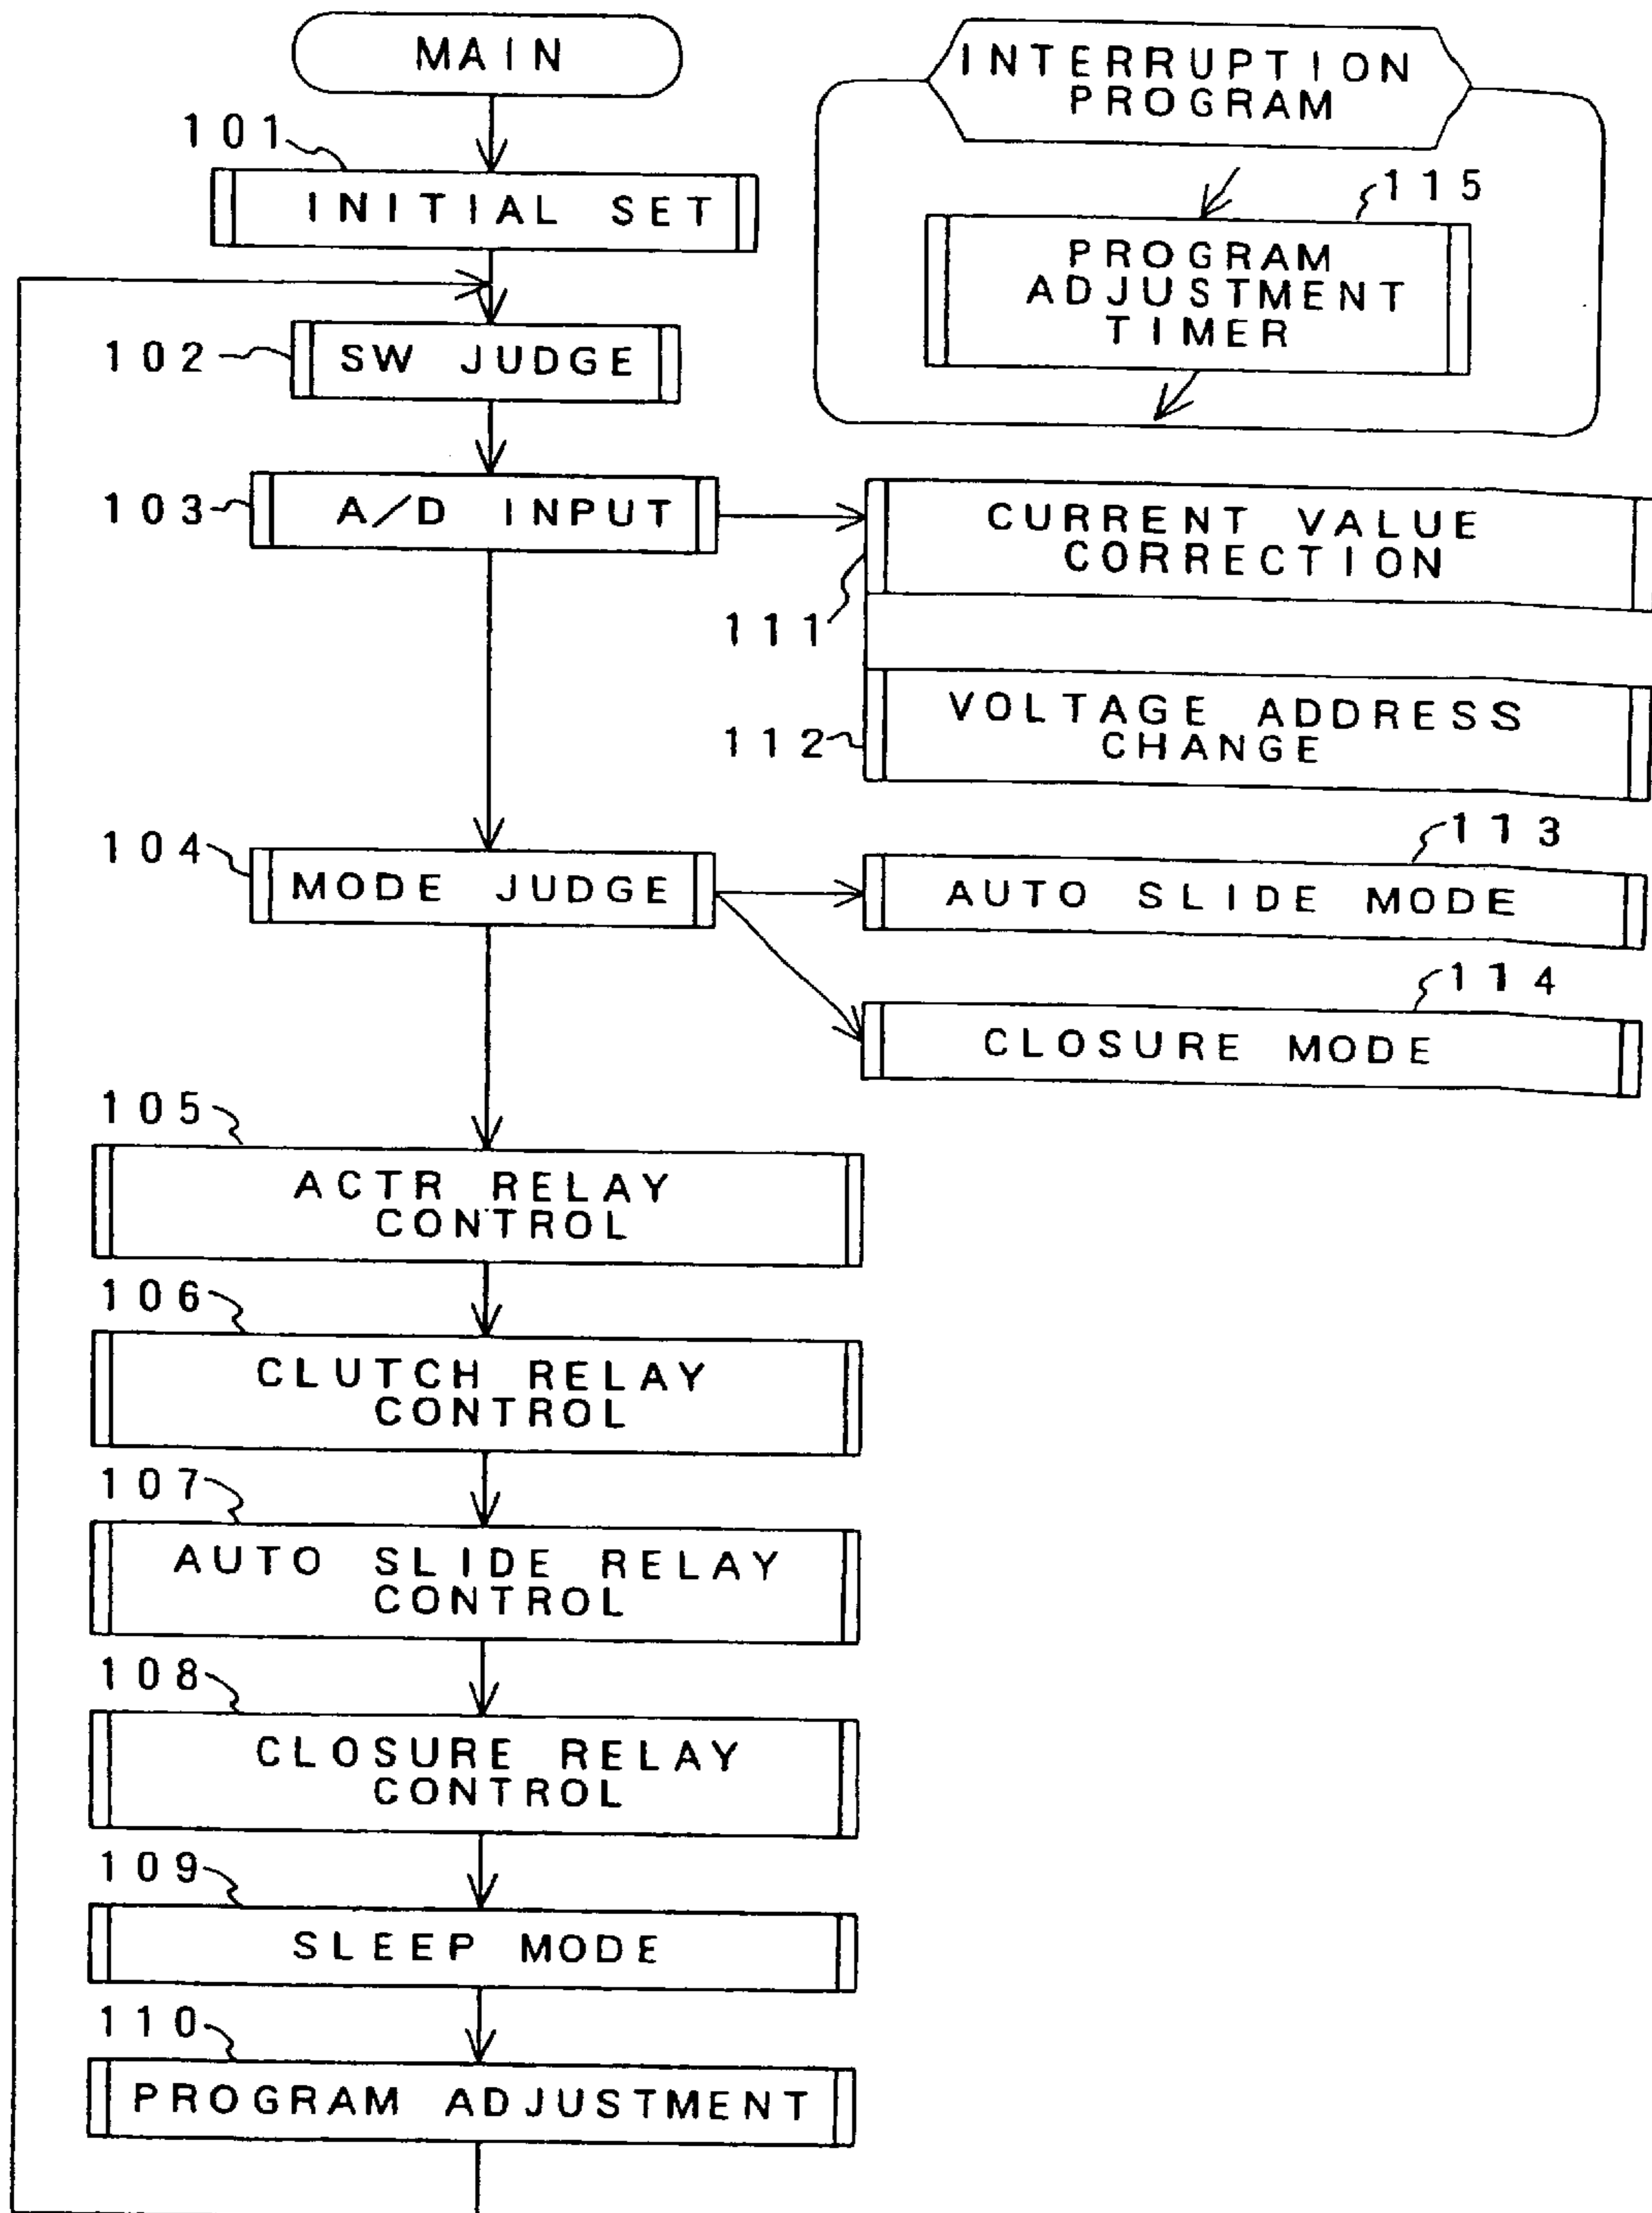 MAIN
101
INITIAL SET
102
SW JUDGE
103
A/D INPUT
INTERRUPTION
PROGRAM
115
PROGRAM
ADJUSTMENT
TIMER
CURRENT VALUE
CORRECTION
111
VOLTAGE ADDRESS
CHANGE
112
104
MODE JUDGE
113
AUTO SLIDE MODE
114
CLOSURE MODE
105
ACTR RELAY
CONTROL
106
CLUTCH RELAY
CONTROL
107
AUTO SLIDE RELAY
CONTROL
108
CLOSURE RELAY
CONTROL
109
SLEEP MODE
110
PROGRAM ADJUSTMENT